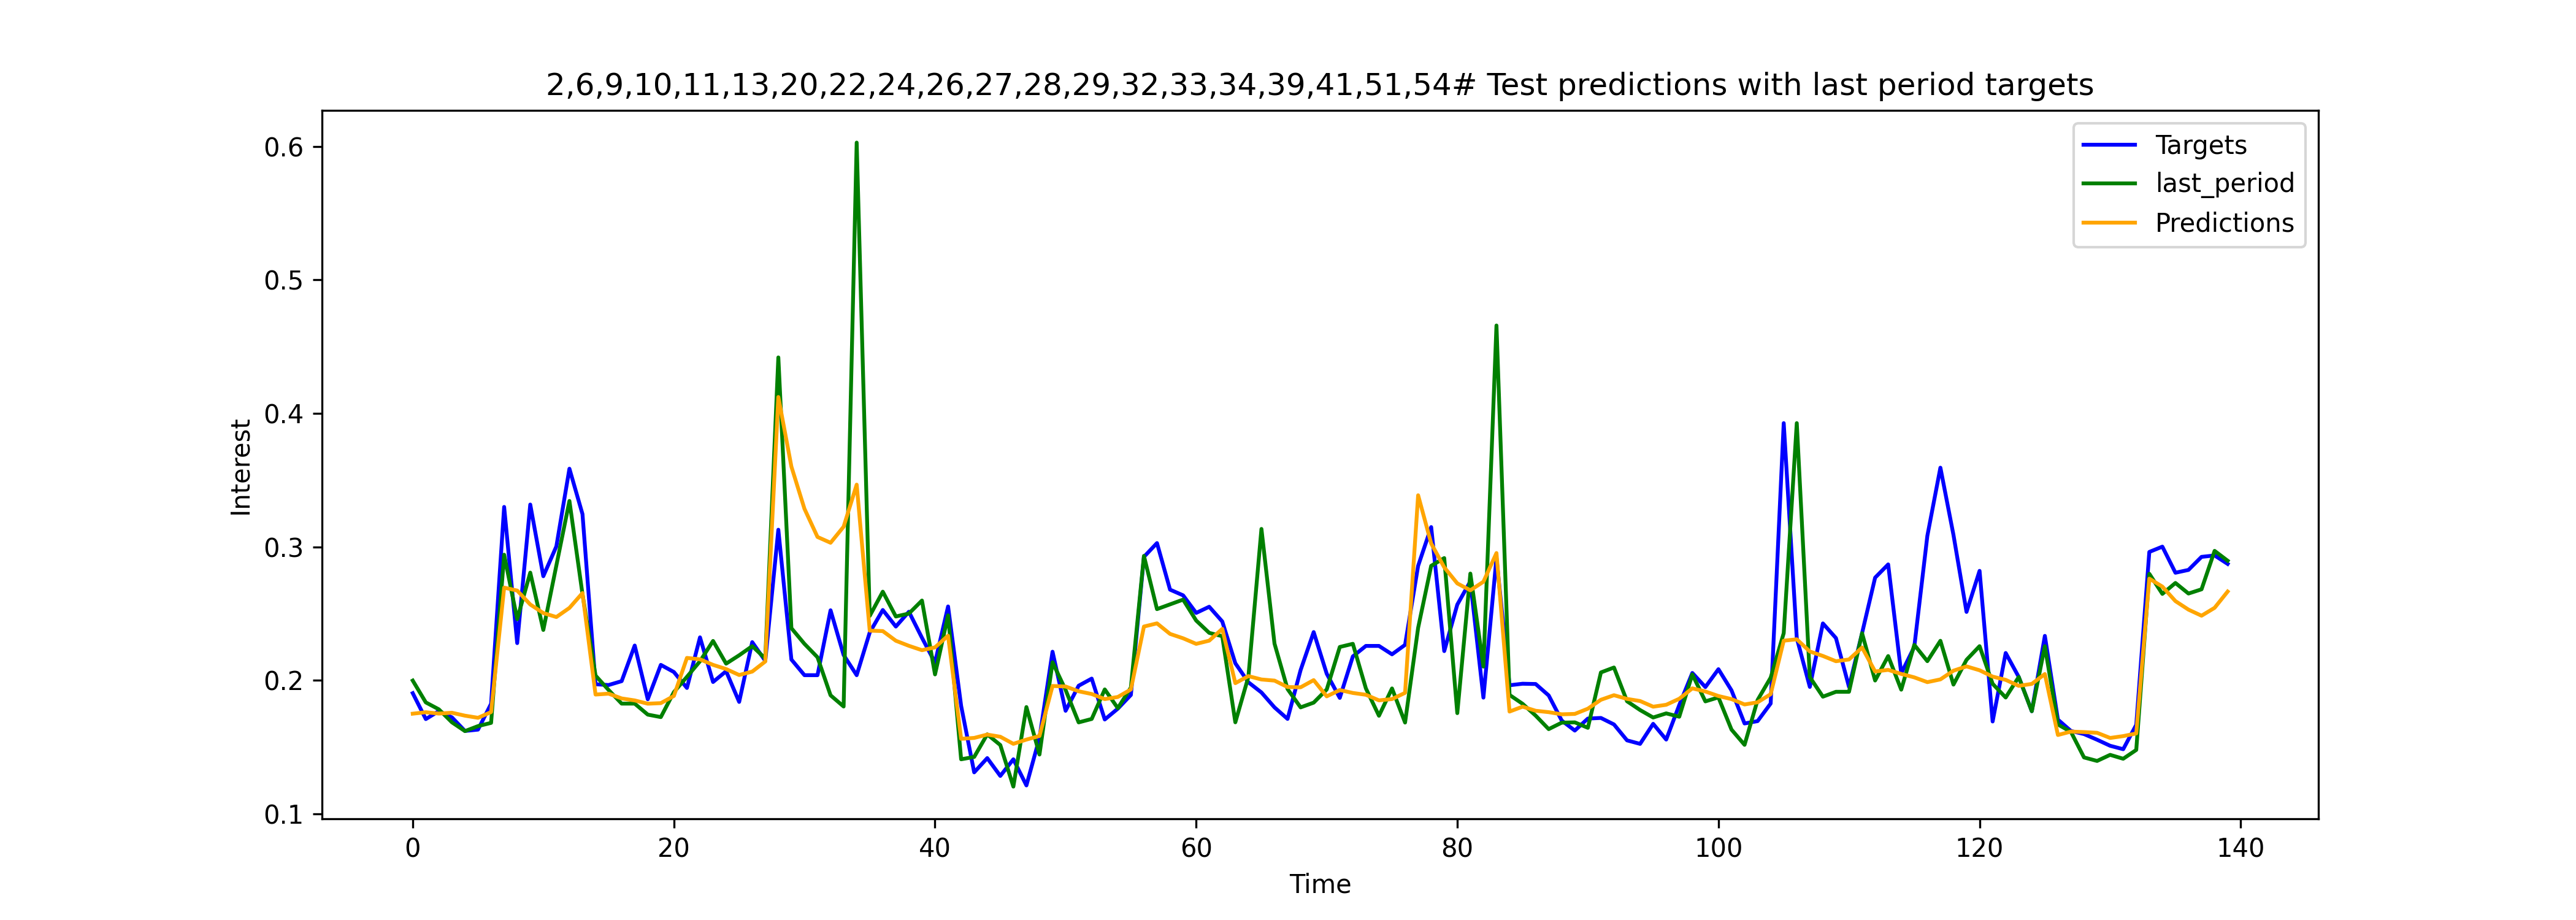 2,6,9,10,11,13,20,22,24,26,27,28,29,32,33,34,39,41,51,54# Test predictions with last period targets
Targets
last_period
Predictions
Interest
0.6
0.5
0.4
0.3
0.2
0.1
0 20 40 60 80 100 120 140
Time